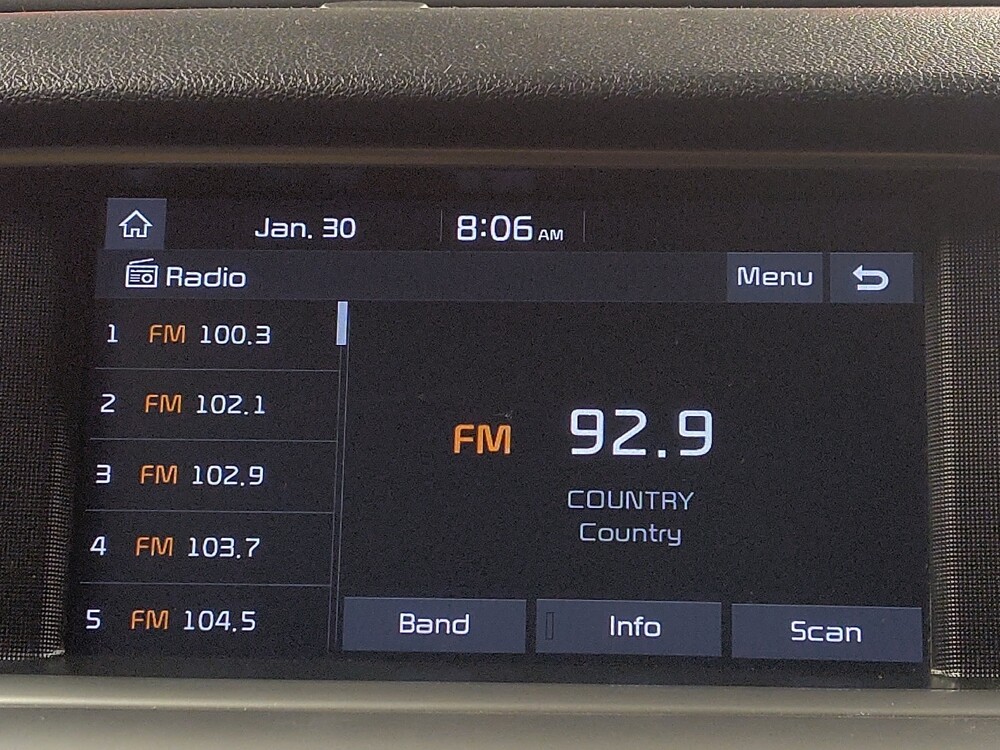 Jan. 30 8:06 AM
Radio Menu
1 FM 100.3
2 FM 102.1
3 FM 102.9
4 FM 103.7
5 FM 104.5
FM 92.9
COUNTRY
Country
Band Info Scan